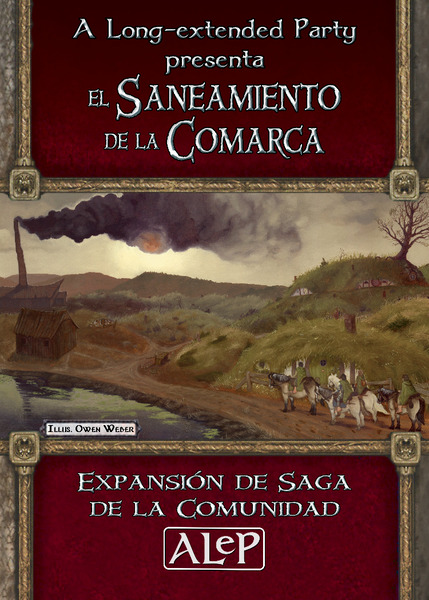 A Long-extended Party
presenta
El Saneamiento
de la Comarca
Illus. Owen Weber
Expansión de Saga
de la Comunidad
ALeP